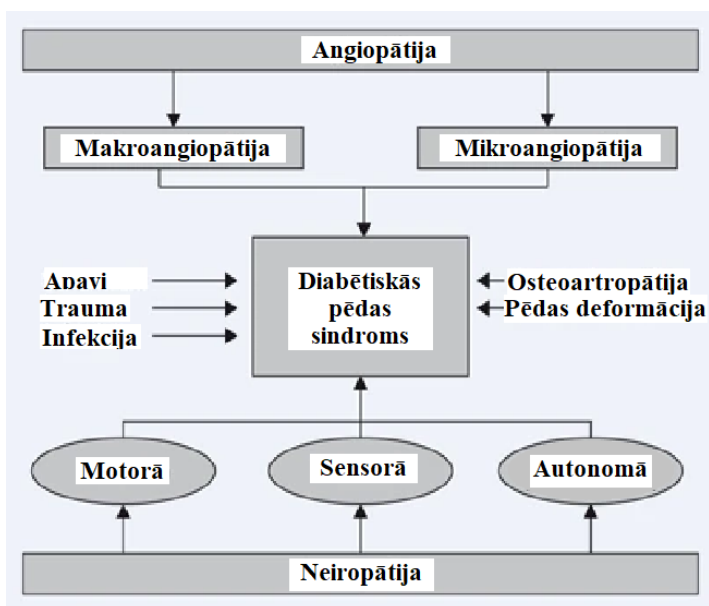 Angiopātija
Makroangiopātija
Mikroangiopātija
Apavi
Trauma
Infekcija
Diabētiskās
pēdas
sindroms
Osteoartropātija
Pēdas deformācija
Motorā
Sensorā
Autonomā
Neiropātija